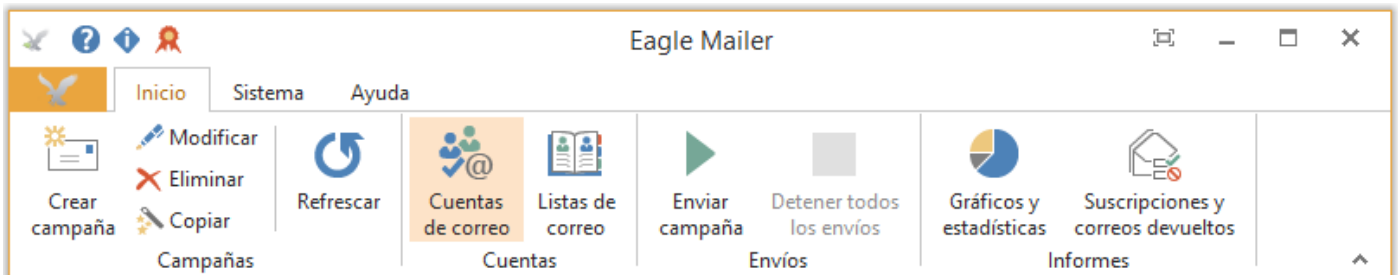 Eagle Mailer
Inicio Sistema Ayuda
Modificar
Eliminar
Copiar
Crear
campaña
Refrescar
Campañas
Cuentas
de correo
Listas de
correo
Cuentas
Enviar
campaña
Detener todos
los envíos
Envíos
Gráficos y
estadísticas
Suscripciones y
correos devueltos
Informes